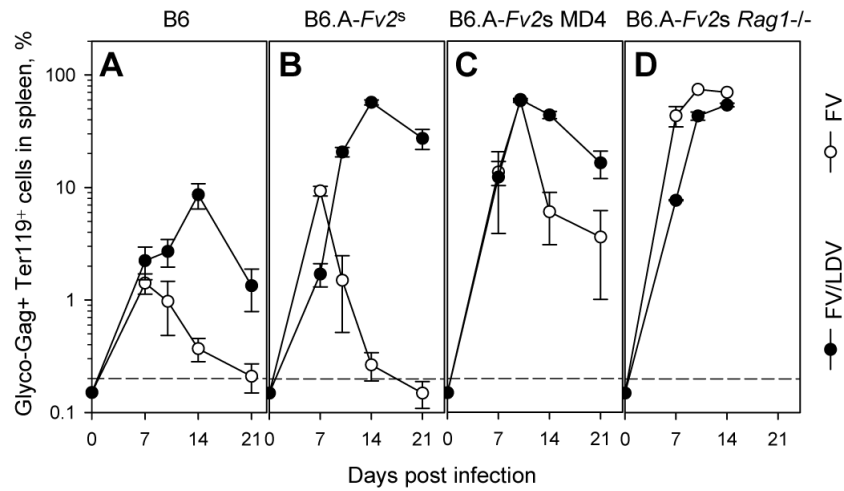 B6
B6.A-Fv2ˢ
B6.A-Fv2s MD4
B6.A-Fv2s Rag1-/-
A
B
C
D
Glyco-Gag+ Ter119⁺ cells in spleen, %
100
10
1
0.1
0 7 14 21
0 7 14 21
0 7 14 21
0 7 14 21
Days post infection
FV
FV/LDV